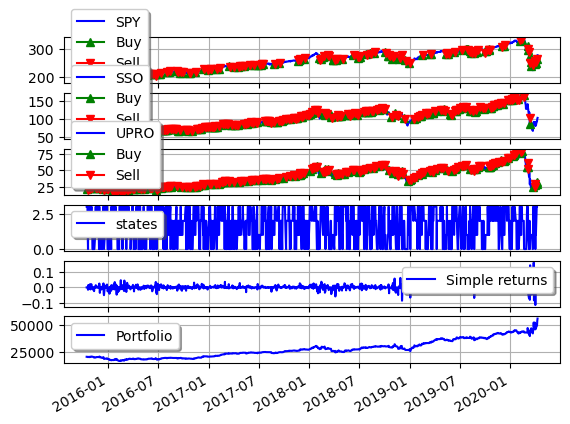 SPY
Buy
Sell
300
200
SSO
Buy
Sell
150
100
50
UPRO
Buy
Sell
75
50
25
states
2.5
0.0
Simple returns
0.1
0.0
−0.1
Portfolio
50000
25000
2016-01 2016-07 2017-01 2017-07 2018-01 2018-07 2019-01 2019-07 2020-01